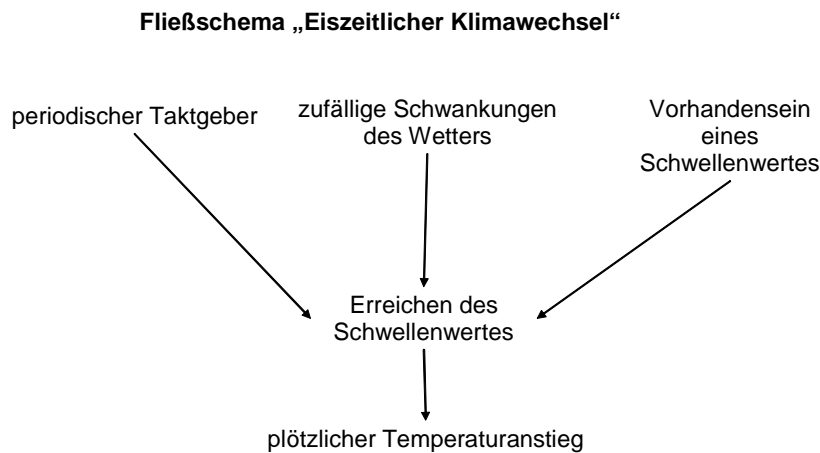 Fließschema „Eiszeitlicher Klimawechsel“
periodischer Taktgeber
zufällige Schwankungen
des Wetters
Vorhandensein
eines
Schwellenwertes
Erreichen des
Schwellenwertes
plötzlicher Temperaturanstieg